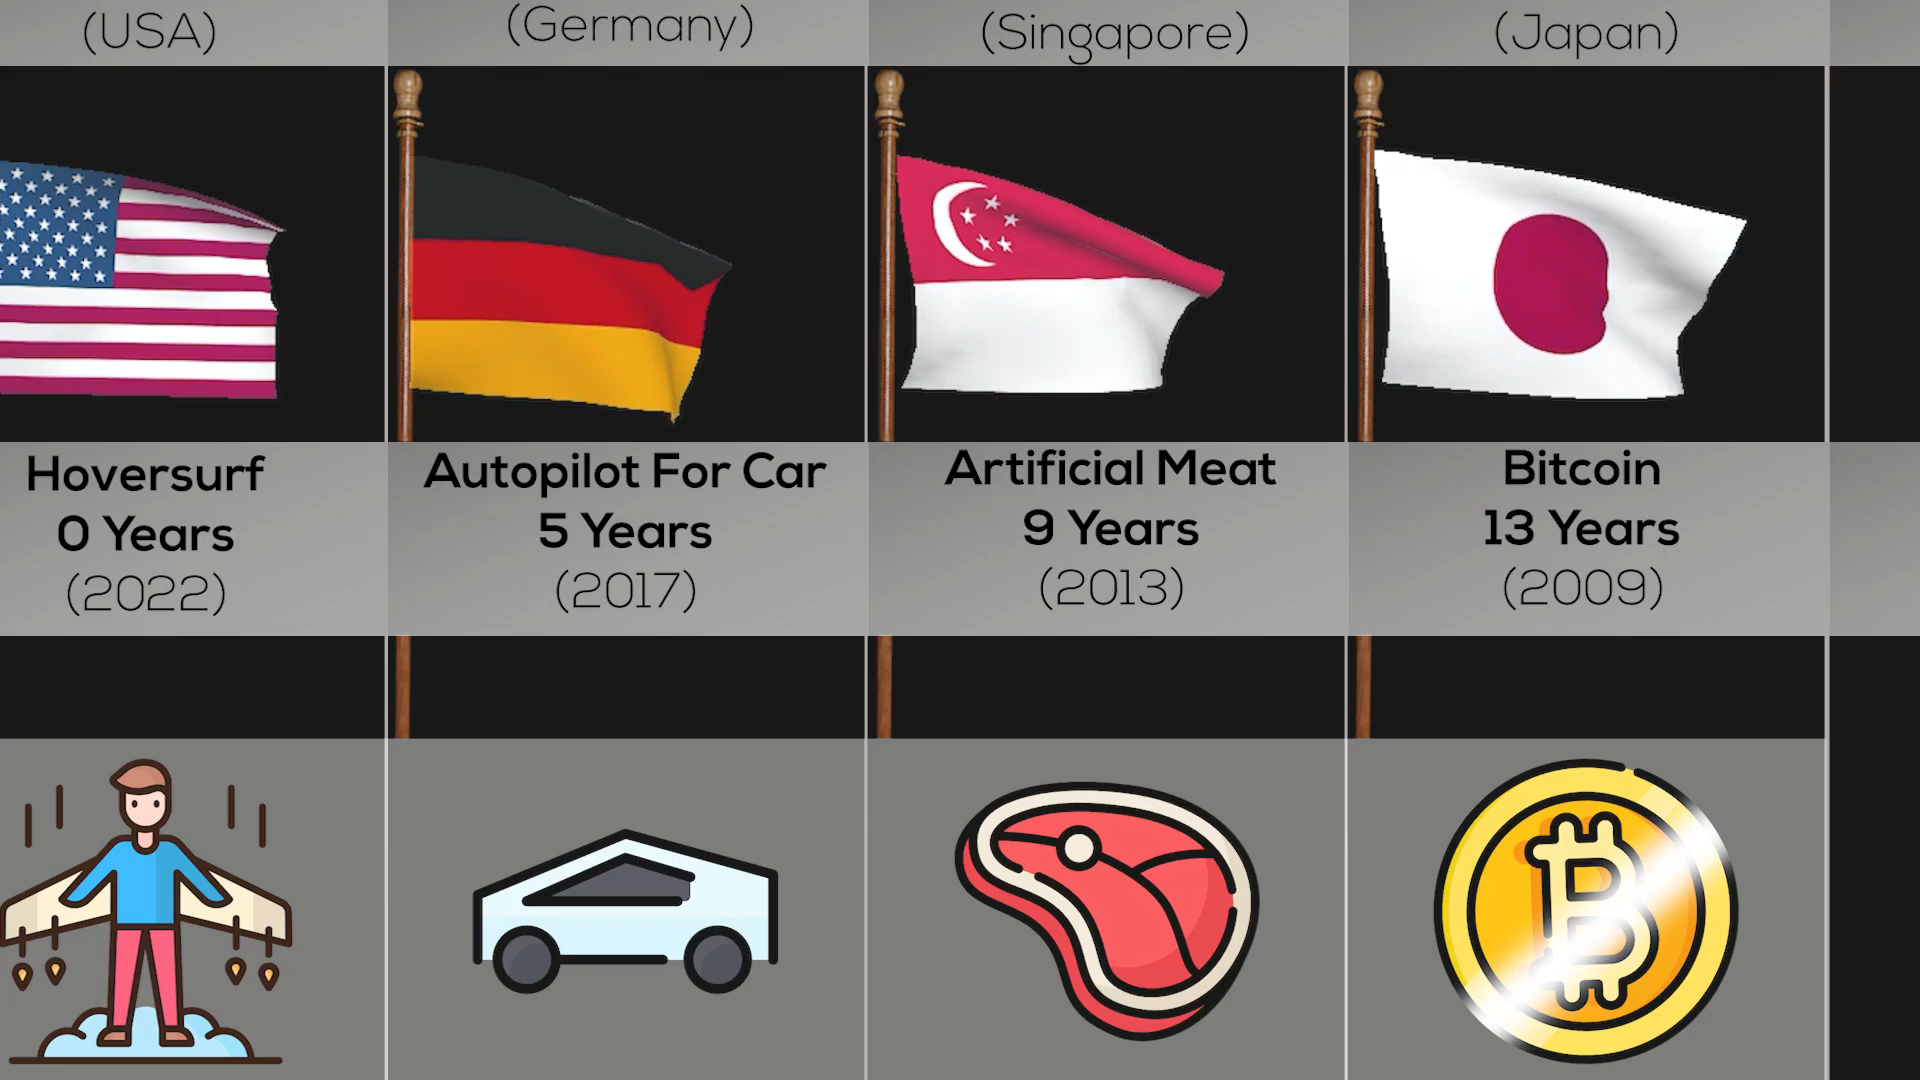 (USA)
Hoversurf
0 Years
(2022)
(Germany)
Autopilot For Car
5 Years
(2017)
(Singapore)
Artificial Meat
9 Years
(2013)
(Japan)
Bitcoin
13 Years
(2009)